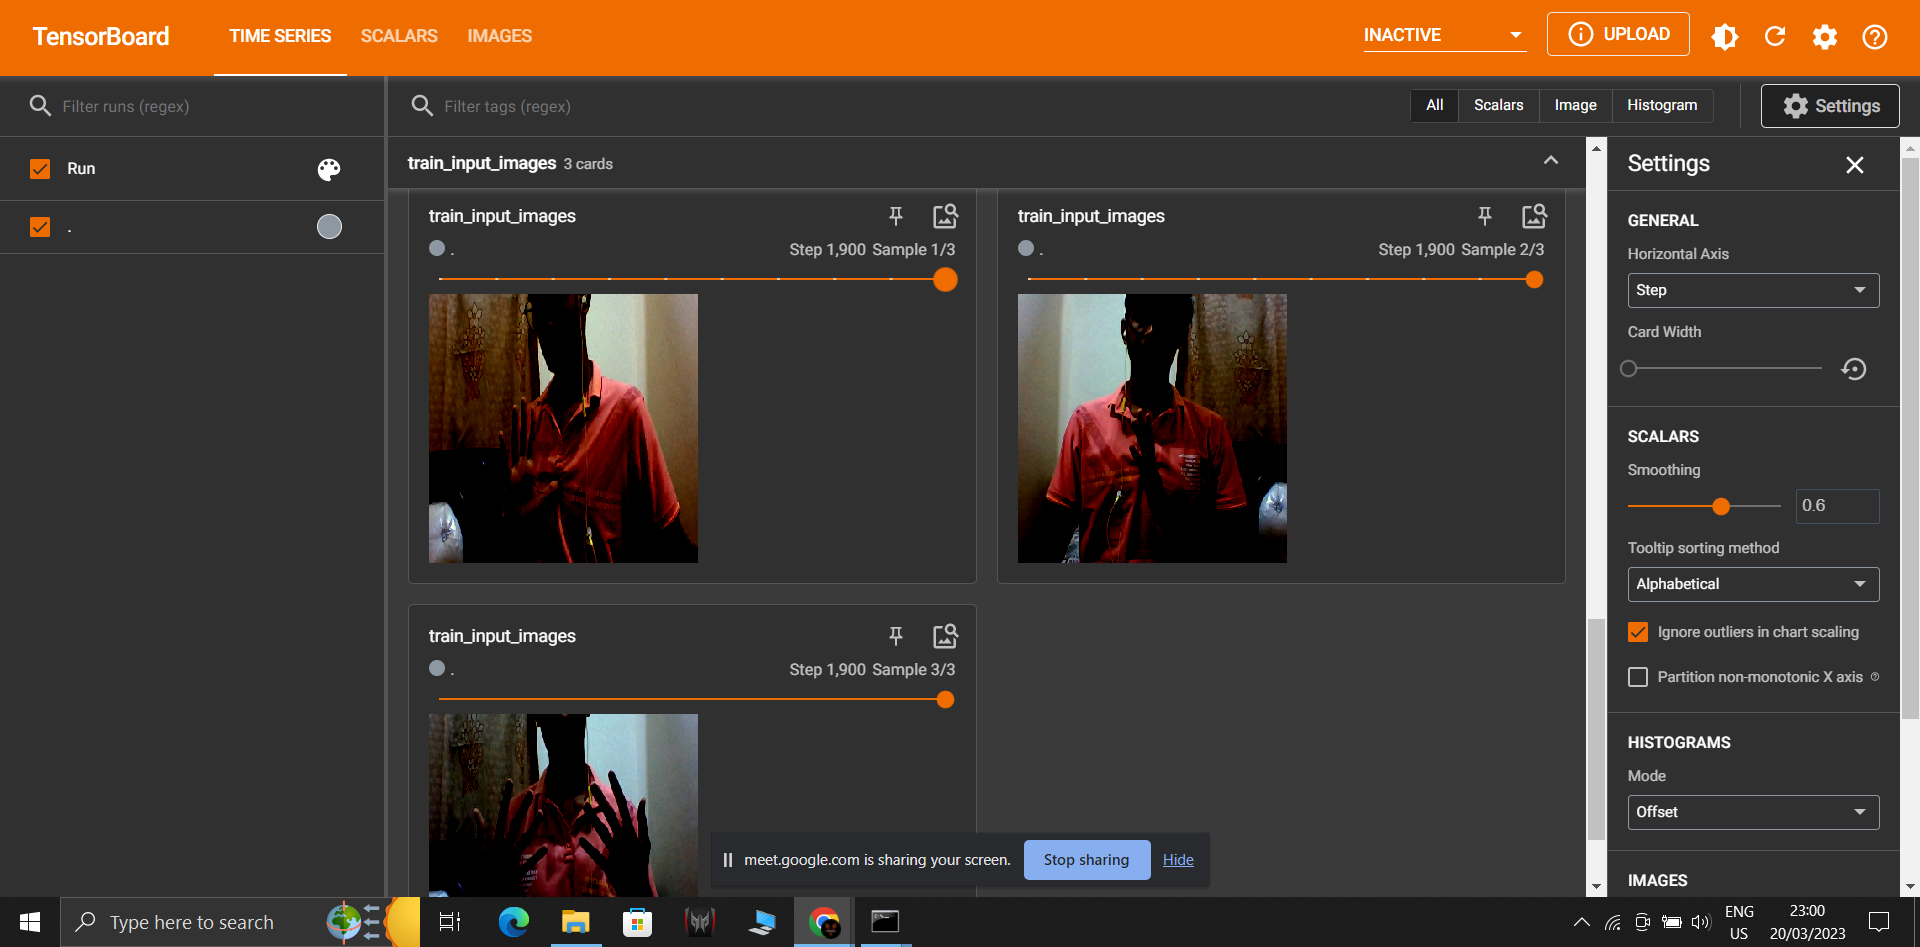 TensorBoard
TIME SERIES SCALARS IMAGES
INACTIVE
UPLOAD
Filter runs (regex)
Filter tags (regex)
All Scalars Image Histogram
Settings
Run
.
train_input_images 3 cards
train_input_images
. Step 1,900 Sample 1/3
train_input_images
. Step 1,900 Sample 2/3
train_input_images
. Step 1,900 Sample 3/3
Settings
GENERAL
Horizontal Axis
Step
Card Width
SCALARS
Smoothing
0.6
Tooltip sorting method
Alphabetical
Ignore outliers in chart scaling
Partition non-monotonic X axis
HISTOGRAMS
Mode
Offset
IMAGES
meet.google.com is sharing your screen. Stop sharing Hide
Type here to search
ENG
US
23:00
20/03/2023